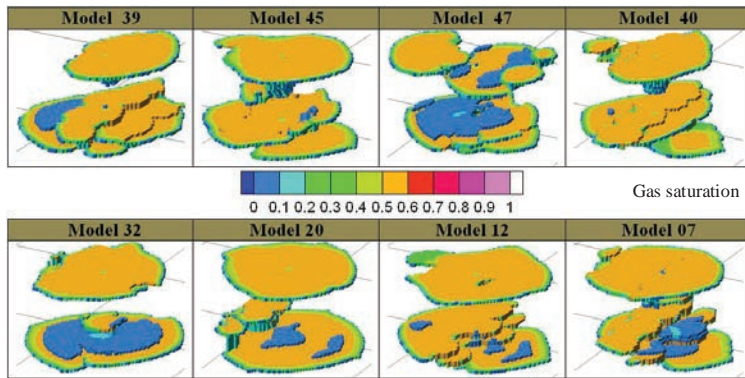 Model 39 Model 45 Model 47 Model 40
0 0.1 0.2 0.3 0.4 0.5 0.6 0.7 0.8 0.9 1
Gas saturation
Model 32 Model 20 Model 12 Model 07